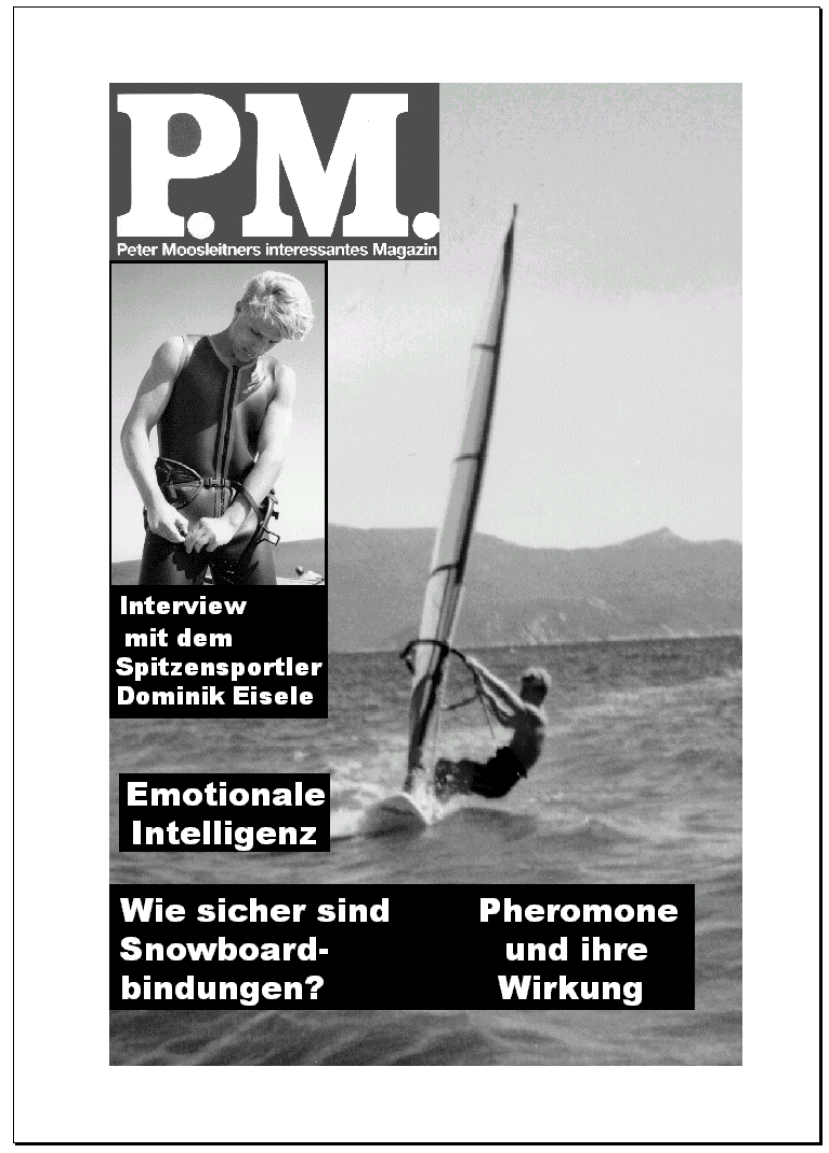 P.M.
Peter Moosleitners interessantes Magazin
Interview
mit dem
Spitzensportler
Dominik Eisele
Emotionale
Intelligenz
Wie sicher sind
Snowboard-
bindungen?
Pheromone
und ihre
Wirkung